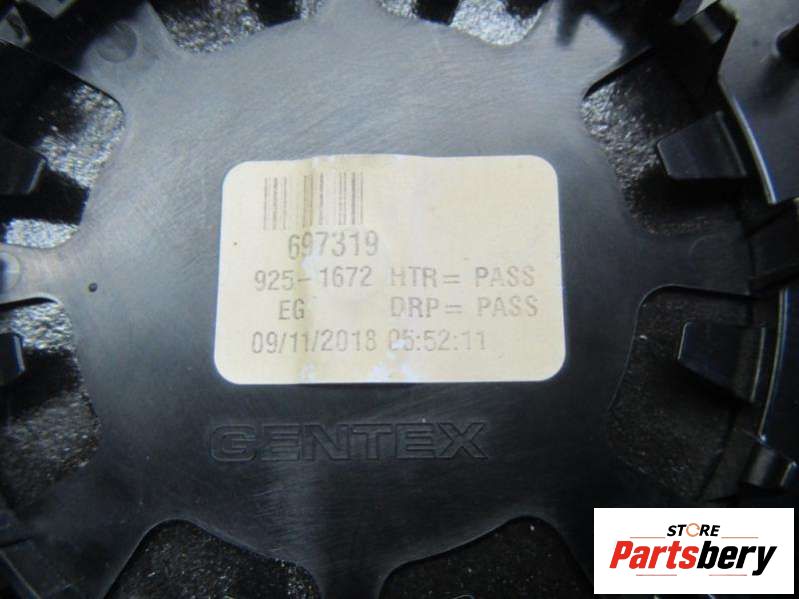 697319
925-1672 HTR= PASS
EG DRP= PASS
09/11/2018 05:52:11
GENTEX
STORE
Partsbery